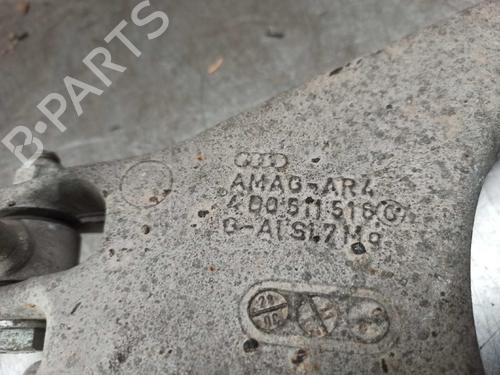 B-PARTS
AMAG-AR4
4D0 511 516 G
G-AlSi7Mg